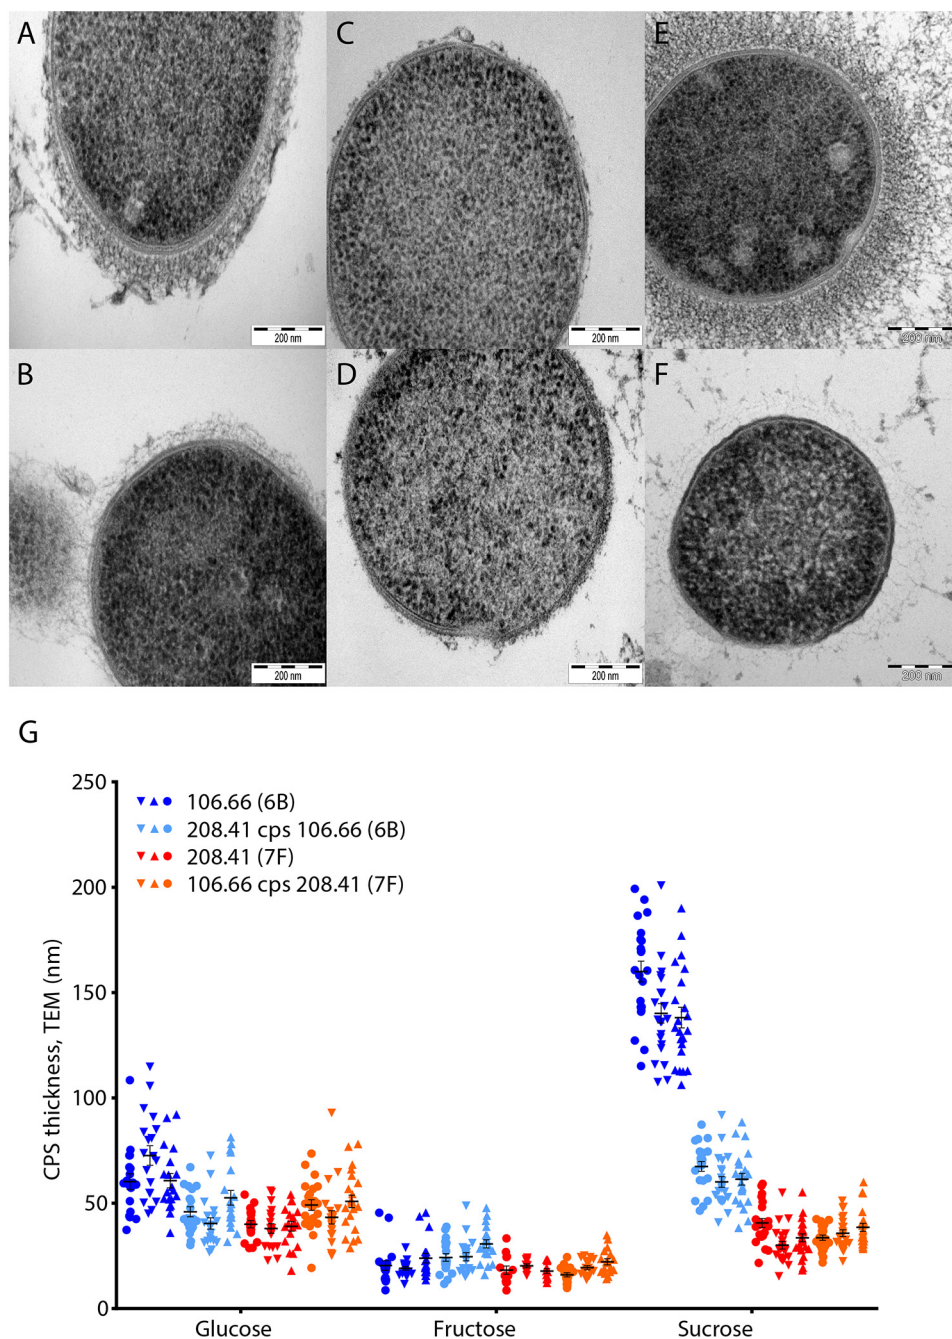 A
C
E
200 nm
200 nm
200 nm
B
D
F
200 nm
200 nm
200 nm
G
250
200
150
100
50
0
CPS thickness, TEM (nm)
106.66 (6B)
208.41 cps 106.66 (6B)
208.41 (7F)
106.66 cps 208.41 (7F)
Glucose
Fructose
Sucrose